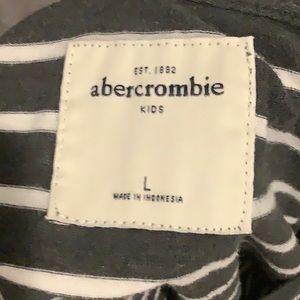 EST. 1892
abercrombie
KIDS
L
MADE IN INDONESIA